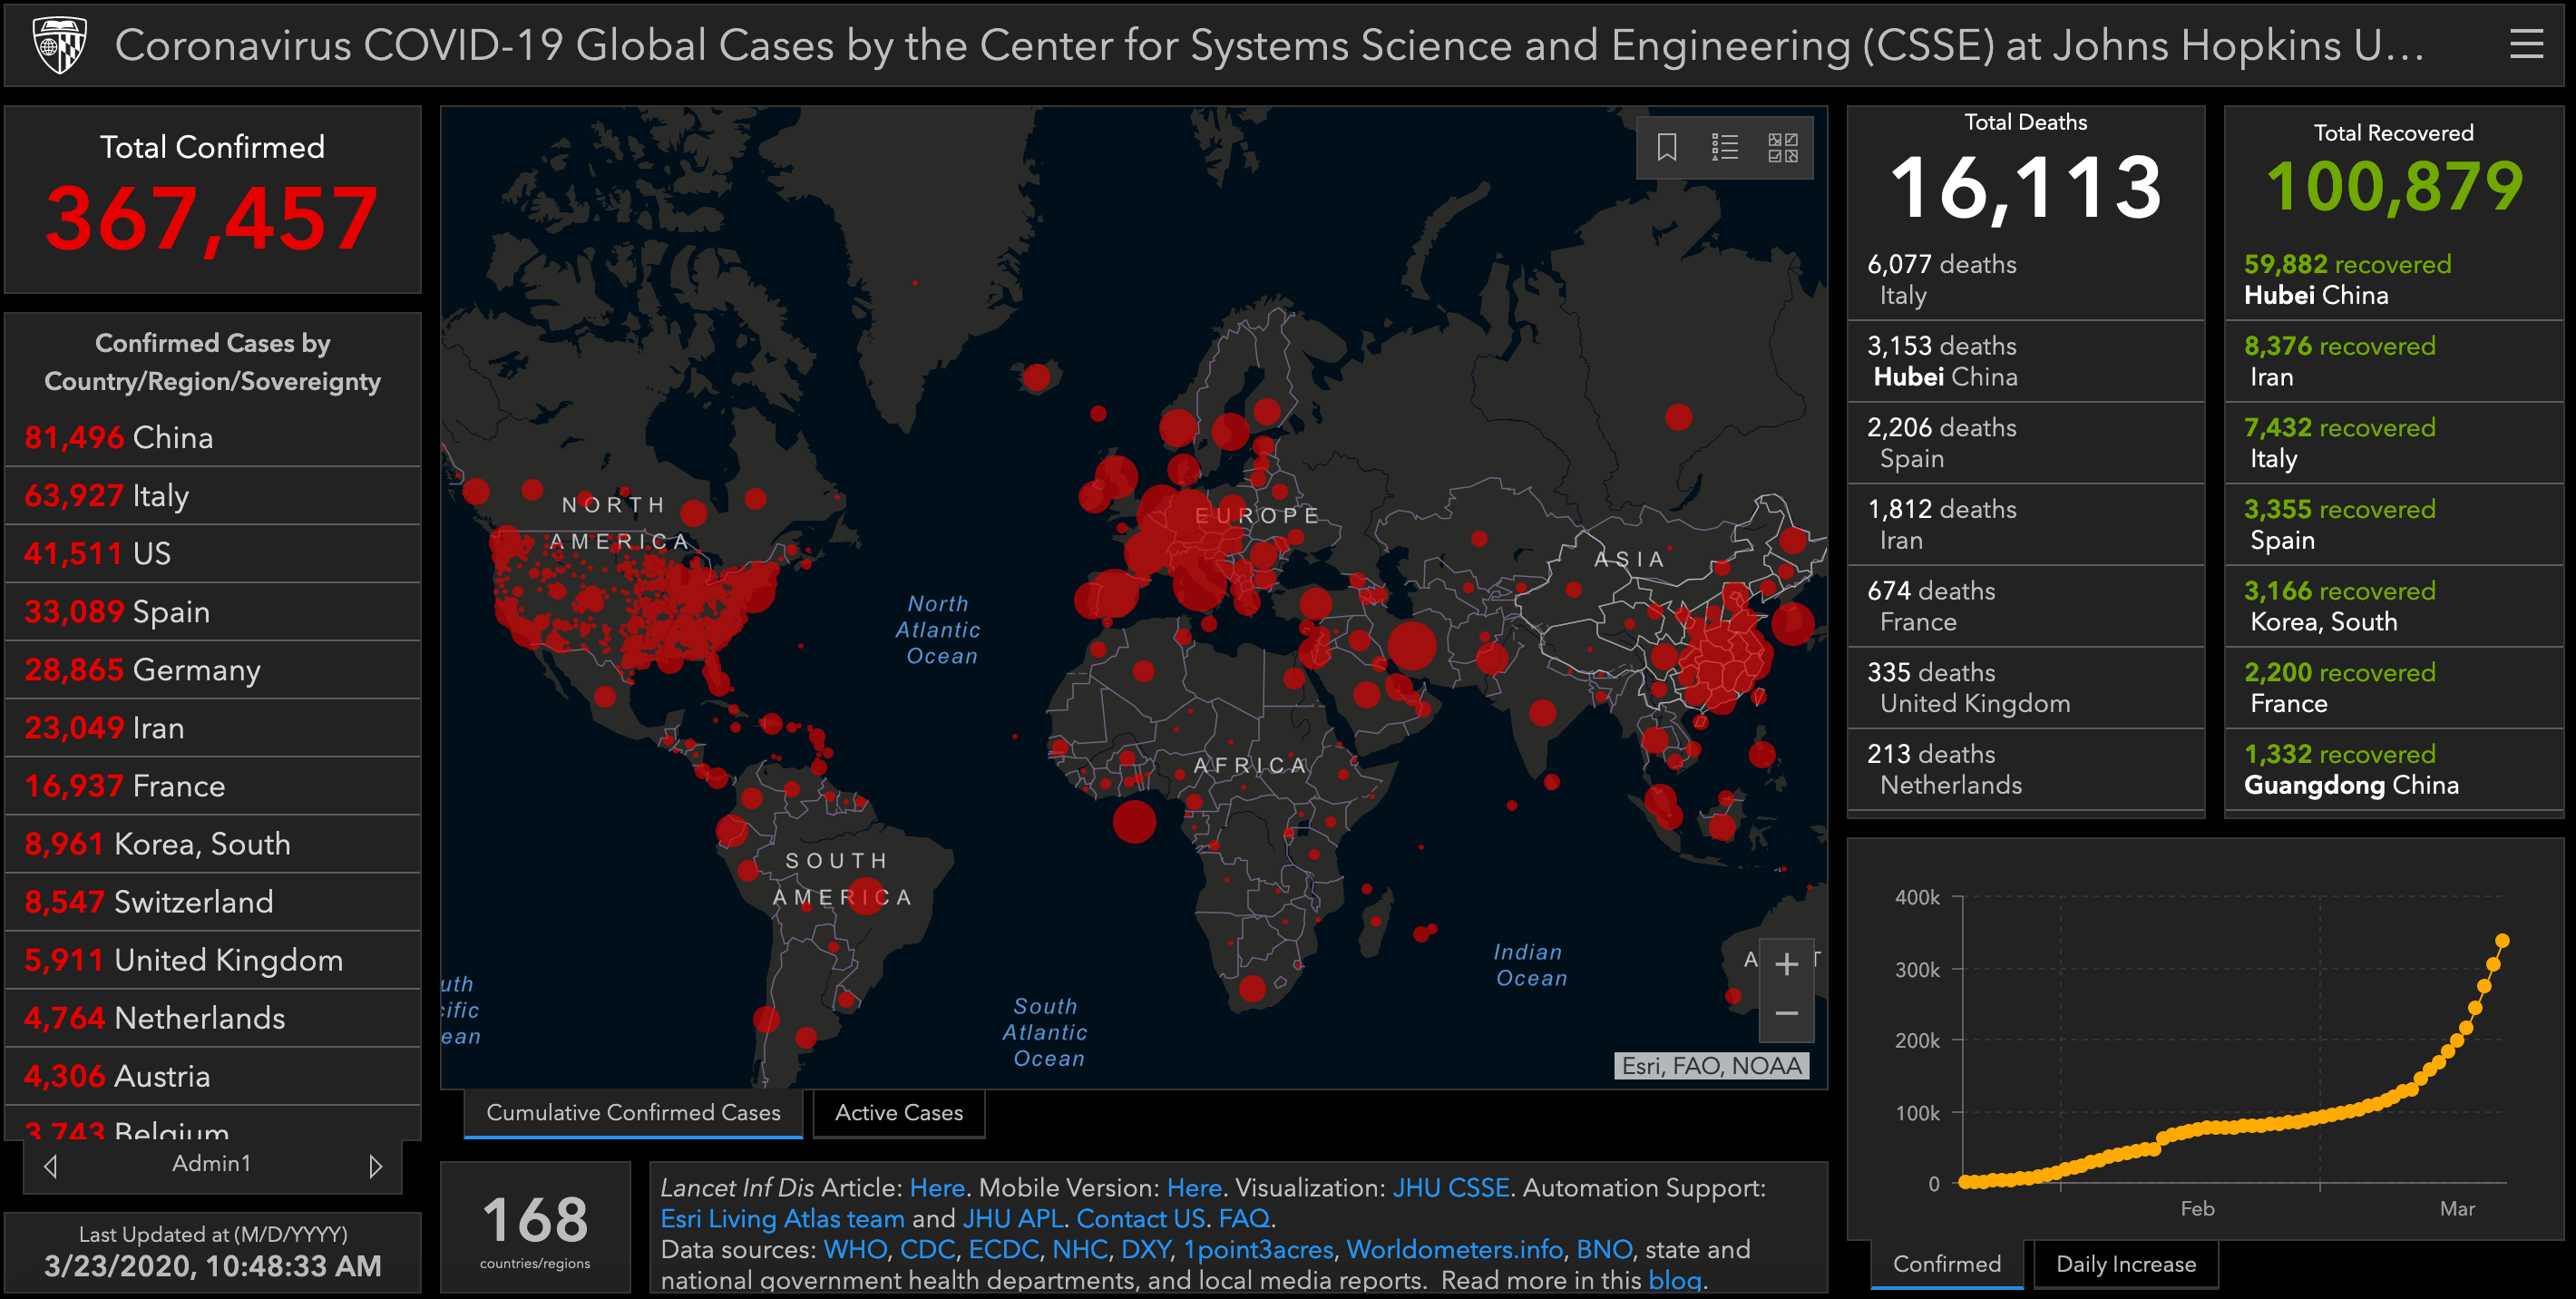 Coronavirus COVID-19 Global Cases by the Center for Systems Science and Engineering (CSSE) at Johns Hopkins U...
Total Confirmed
367,457
Confirmed Cases by
Country/Region/Sovereignty
81,496 China
63,927 Italy
41,511 US
33,089 Spain
28,865 Germany
23,049 Iran
16,937 France
8,961 Korea, South
8,547 Switzerland
5,911 United Kingdom
4,764 Netherlands
4,306 Austria
3,743 Belgium
Admin1
Last Updated at (M/D/YYYY)
3/23/2020, 10:48:33 AM
NORTH
AMERICA
EUROPE
ASIA
North
Atlantic
Ocean
AFRICA
SOUTH
AMERICA
Indian
Ocean
A
T
uth
ific
ean
South
Atlantic
Ocean
+
−
Esri, FAO, NOAA
Cumulative Confirmed Cases
Active Cases
168
countries/regions
Lancet Inf Dis Article: Here. Mobile Version: Here. Visualization: JHU CSSE. Automation Support:
Esri Living Atlas team and JHU APL. Contact US. FAQ.
Data sources: WHO, CDC, ECDC, NHC, DXY, 1point3acres, Worldometers.info, BNO, state and
national government health departments, and local media reports. Read more in this blog.
Total Deaths
16,113
6,077 deaths
Italy
3,153 deaths
Hubei China
2,206 deaths
Spain
1,812 deaths
Iran
674 deaths
France
335 deaths
United Kingdom
213 deaths
Netherlands
Total Recovered
100,879
59,882 recovered
Hubei China
8,376 recovered
Iran
7,432 recovered
Italy
3,355 recovered
Spain
3,166 recovered
Korea, South
2,200 recovered
France
1,332 recovered
Guangdong China
400k
300k
200k
100k
0
Feb
Mar
Confirmed
Daily Increase